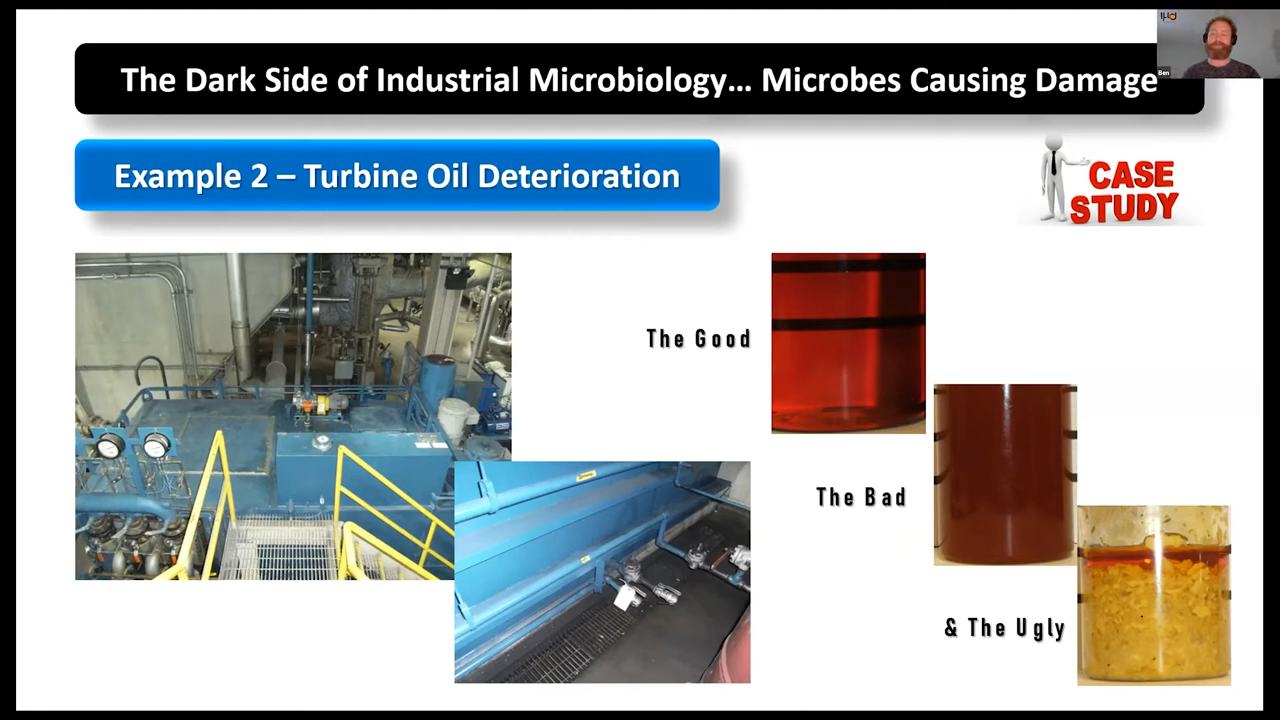 The Dark Side of Industrial Microbiology... Microbes Causing Damage
Ben
Example 2 – Turbine Oil Deterioration
CASE
STUDY
The Good
The Bad
& The Ugly